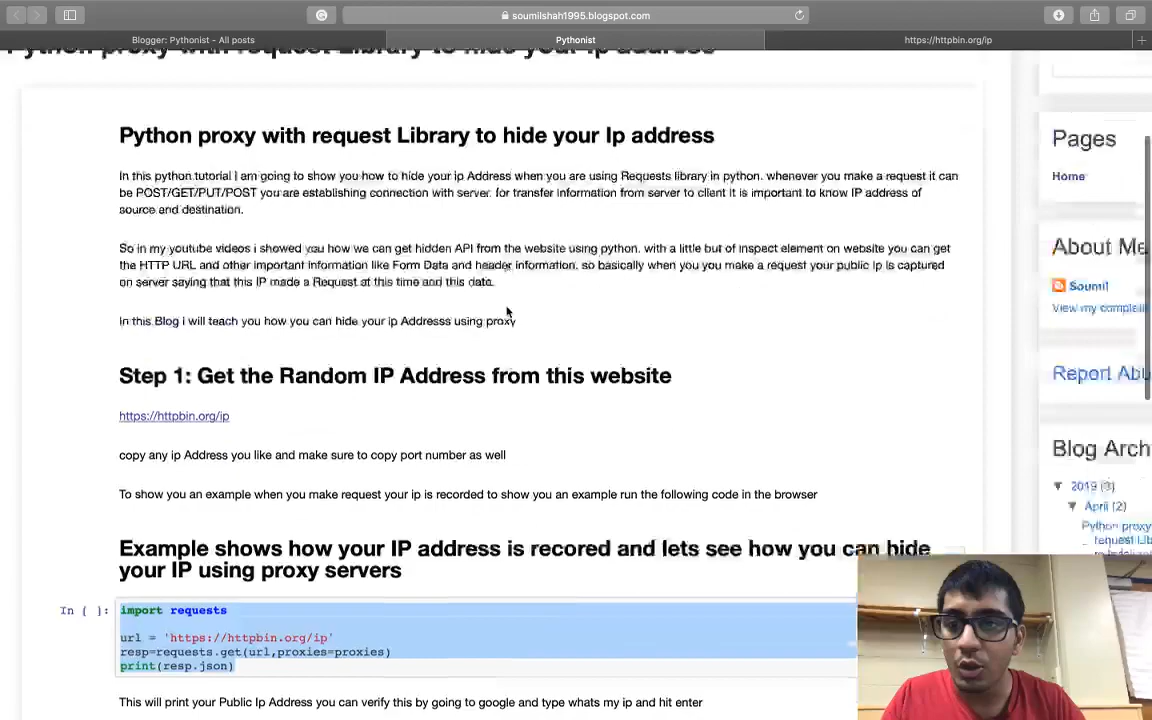 soumilshah1995.blogspot.com
Blogger: Pythonist - All posts
Pythonist
https://httpbin.org/ip
Python proxy with request Library to hide your Ip address
Python proxy with request Library to hide your Ip address
In this python tutorial i am going to show you how to hide your ip Address when you are using Requests library in python. whenever you make a request it can
be POST/GET/PUT/POST you are establishing connection with server. for transfer information from server to client it is important to know IP address of
source and destination.
So in my youtube videos i showed you how we can get hidden API from the website using python. with a little but of inspect element on website you can get
the HTTP URL and other important information like Form Data and header information. so basically when you you make a request your public Ip is captured
on server saying that this IP made a Request at this time and this data.
In this Blog i will teach you how you can hide your ip Addresss using proxy
Step 1: Get the Random IP Address from this website
https://httpbin.org/ip
copy any ip Address you like and make sure to copy port number as well
To show you an example when you make request your ip is recorded to show you an example run the following code in the browser
Example shows how your IP address is recored and lets see how you can hide
your IP using proxy servers
In [ ]:
import requests
url = 'https://httpbin.org/ip'
resp=requests.get(url,proxies=proxies)
print(resp.json)
This will print your Public Ip Address you can verify this by going to google and type whats my ip and hit enter
Pages
Home
About Me
Soumil
View my complete
Report Abu
Blog Arch
2019 (3)
April (2)
Python proxy
request Lib